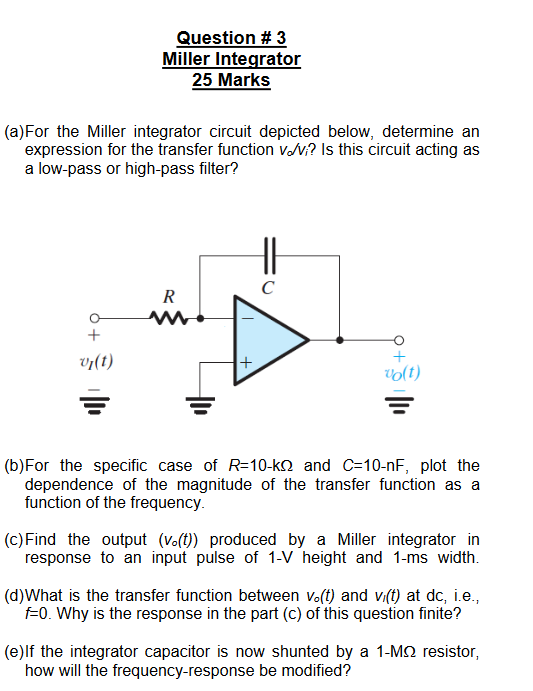 Question # 3
Miller Integrator
25 Marks
(a)For the Miller integrator circuit depicted below, determine an
expression for the transfer function vₒ/vᵢ? Is this circuit acting as
a low-pass or high-pass filter?
C
R
−
+
+
+
vI(t)
vO(t)
−
−
(b)For the specific case of R=10-kΩ and C=10-nF, plot the
dependence of the magnitude of the transfer function as a
function of the frequency.
(c)Find the output (vₒ(t)) produced by a Miller integrator in
response to an input pulse of 1-V height and 1-ms width.
(d)What is the transfer function between vₒ(t) and vᵢ(t) at dc, i.e.,
f=0. Why is the response in the part (c) of this question finite?
(e)If the integrator capacitor is now shunted by a 1-MΩ resistor,
how will the frequency-response be modified?